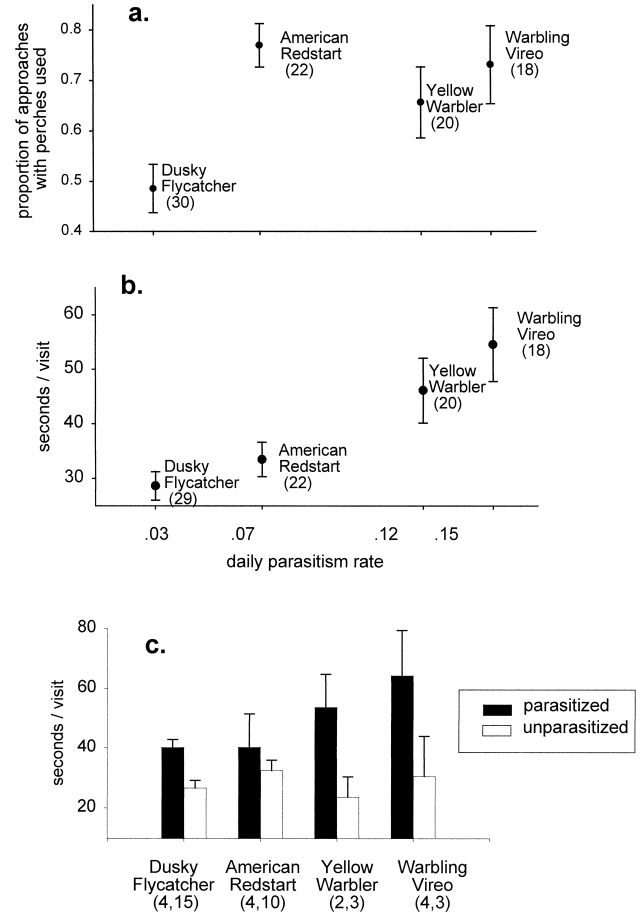 a.
proportion of approaches
with perches used
0.8
0.7
0.6
0.5
0.4
Dusky
Flycatcher
(30)
American
Redstart
(22)
Yellow
Warbler
(20)
Warbling
Vireo
(18)
b.
seconds / visit
60
50
40
30
Dusky
Flycatcher
(29)
American
Redstart
(22)
Yellow
Warbler
(20)
Warbling
Vireo
(18)
.03
.07
.12
.15
daily parasitism rate
c.
seconds / visit
80
60
40
20
parasitized
unparasitized
Dusky
Flycatcher
(4,15)
American
Redstart
(4,10)
Yellow
Warbler
(2,3)
Warbling
Vireo
(4,3)